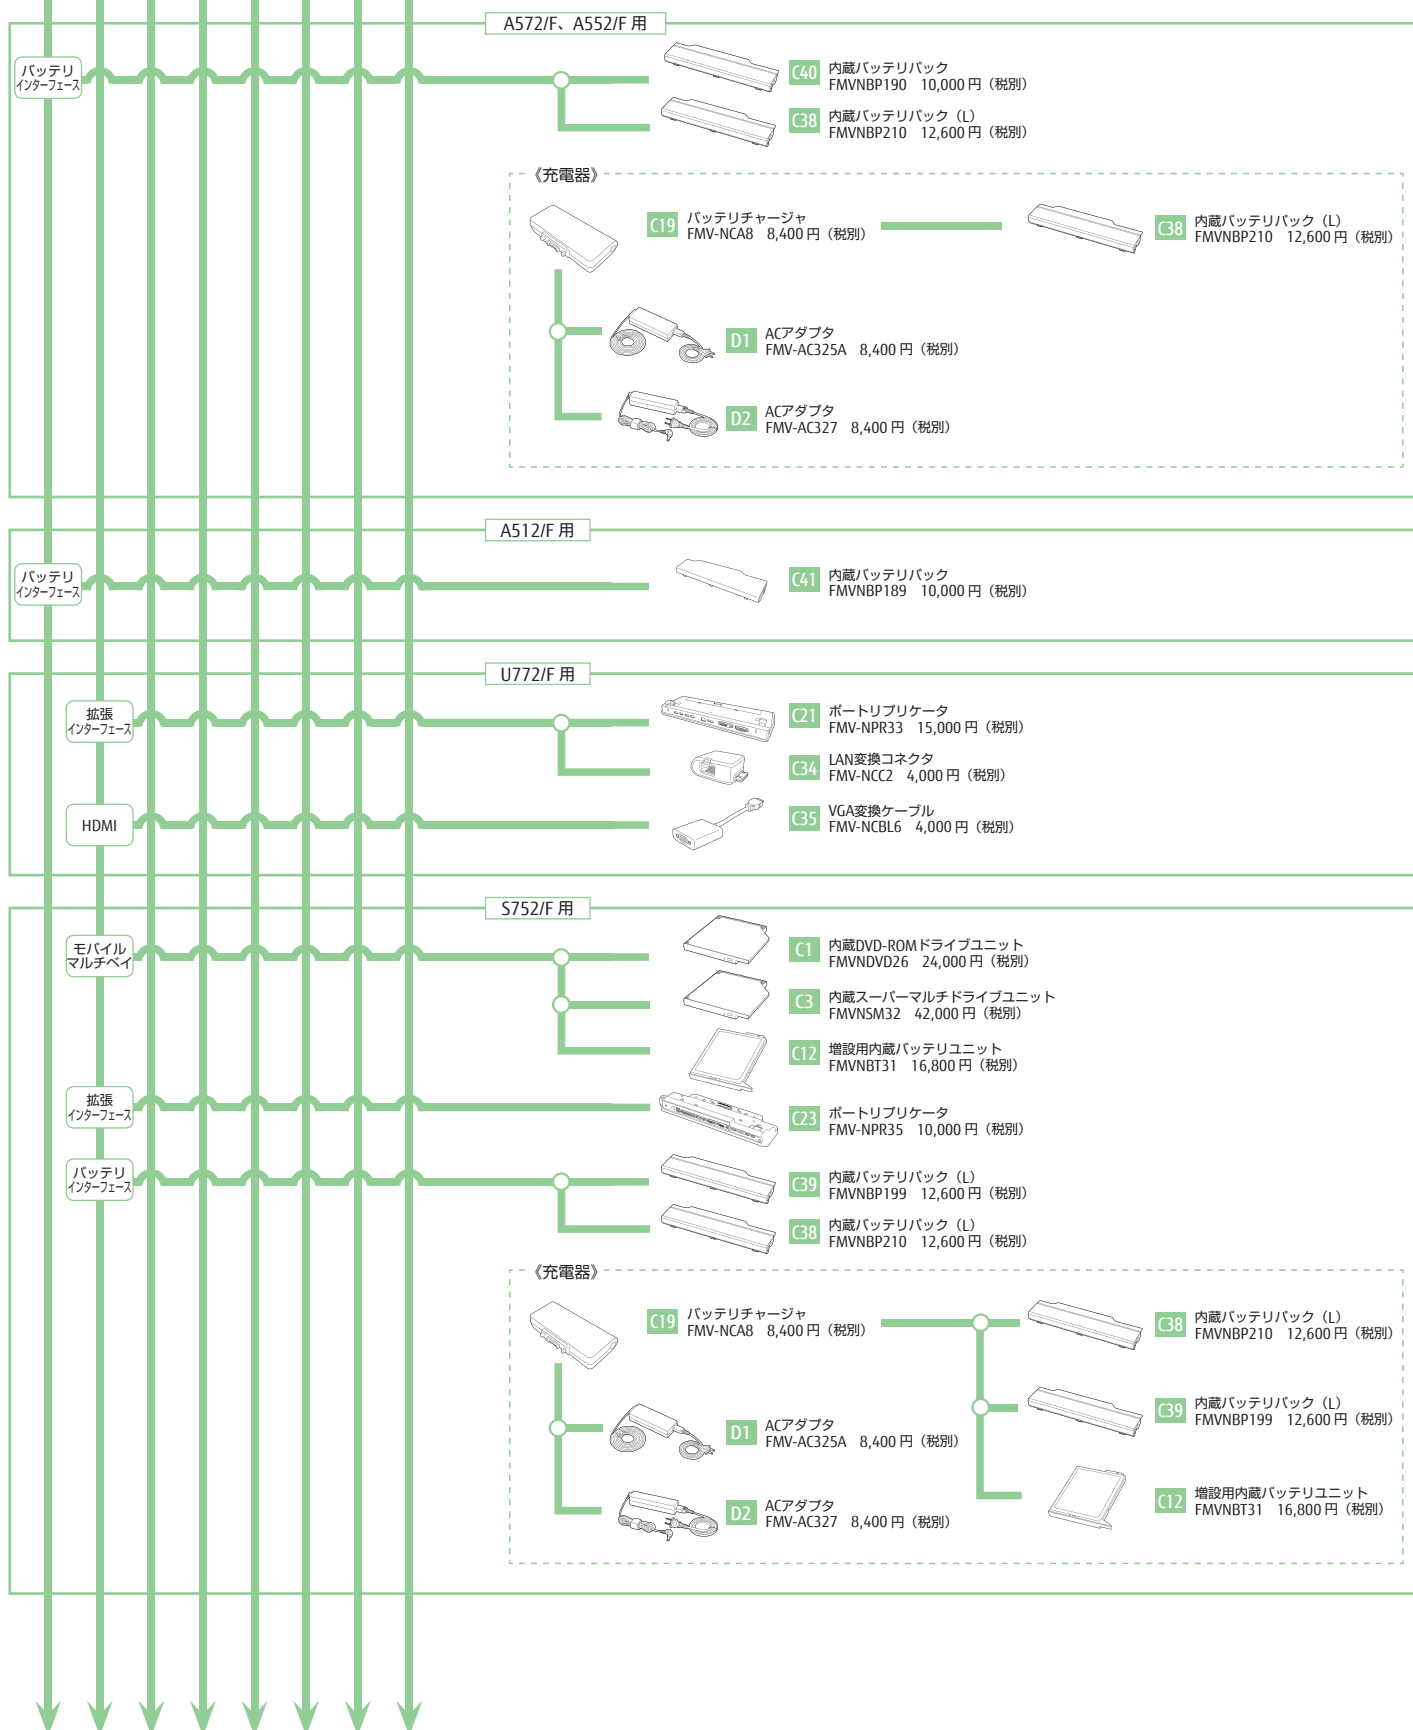 A572/F、A552/F 用
バッテリ
インターフェース
C40
内蔵バッテリパック
FMVNBP190 10,000 円（税別）
C38
内蔵バッテリパック（L）
FMVNBP210 12,600 円（税別）
《充電器》
C19
バッテリチャージャ
FMV-NCA8 8,400 円（税別）
C38
内蔵バッテリパック（L）
FMVNBP210 12,600 円（税別）
D1
ACアダプタ
FMV-AC325A 8,400 円（税別）
D2
ACアダプタ
FMV-AC327 8,400 円（税別）
A512/F 用
バッテリ
インターフェース
C41
内蔵バッテリパック
FMVNBP189 10,000 円（税別）
U772/F 用
拡張
インターフェース
C21
ポートリプリケータ
FMV-NPR33 15,000 円（税別）
C34
LAN変換コネクタ
FMV-NCC2 4,000 円（税別）
HDMI
C35
VGA変換ケーブル
FMV-NCBL6 4,000 円（税別）
S752/F 用
モバイル
マルチベイ
C1
内蔵DVD-ROMドライブユニット
FMVNDVD26 24,000 円（税別）
C3
内蔵スーパーマルチドライブユニット
FMVNSM32 42,000 円（税別）
C12
増設用内蔵バッテリユニット
FMVNBT31 16,800 円（税別）
拡張
インターフェース
C23
ポートリプリケータ
FMV-NPR35 10,000 円（税別）
バッテリ
インターフェース
C39
内蔵バッテリパック（L）
FMVNBP199 12,600 円（税別）
C38
内蔵バッテリパック（L）
FMVNBP210 12,600 円（税別）
《充電器》
C19
バッテリチャージャ
FMV-NCA8 8,400 円（税別）
C38
内蔵バッテリパック（L）
FMVNBP210 12,600 円（税別）
C39
内蔵バッテリパック（L）
FMVNBP199 12,600 円（税別）
D1
ACアダプタ
FMV-AC325A 8,400 円（税別）
C12
増設用内蔵バッテリユニット
FMVNBT31 16,800 円（税別）
D2
ACアダプタ
FMV-AC327 8,400 円（税別）